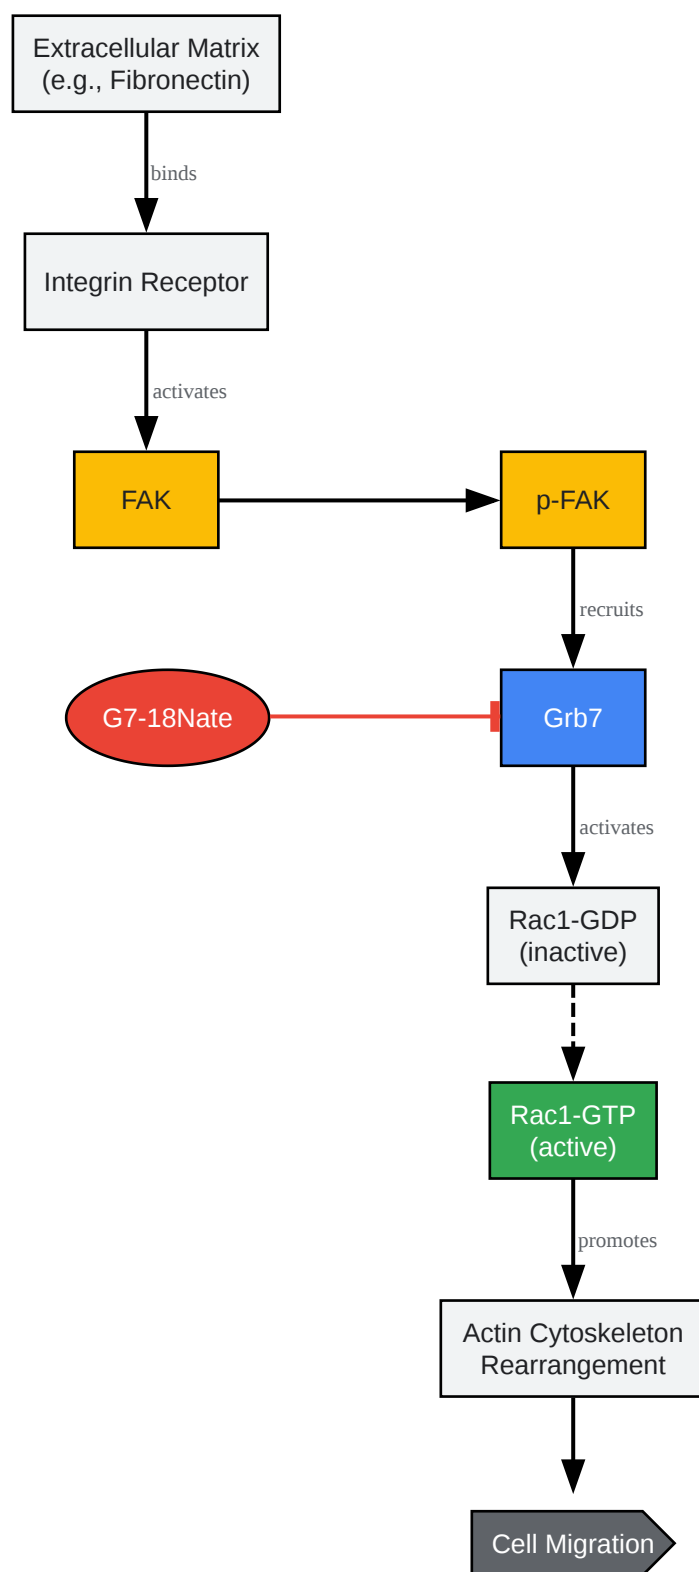 Extracellular Matrix
(e.g., Fibronectin)
binds
Integrin Receptor
activates
FAK
p-FAK
recruits
G7-18Nate
Grb7
activates
Rac1-GDP
(inactive)
Rac1-GTP
(active)
promotes
Actin Cytoskeleton
Rearrangement
Cell Migration